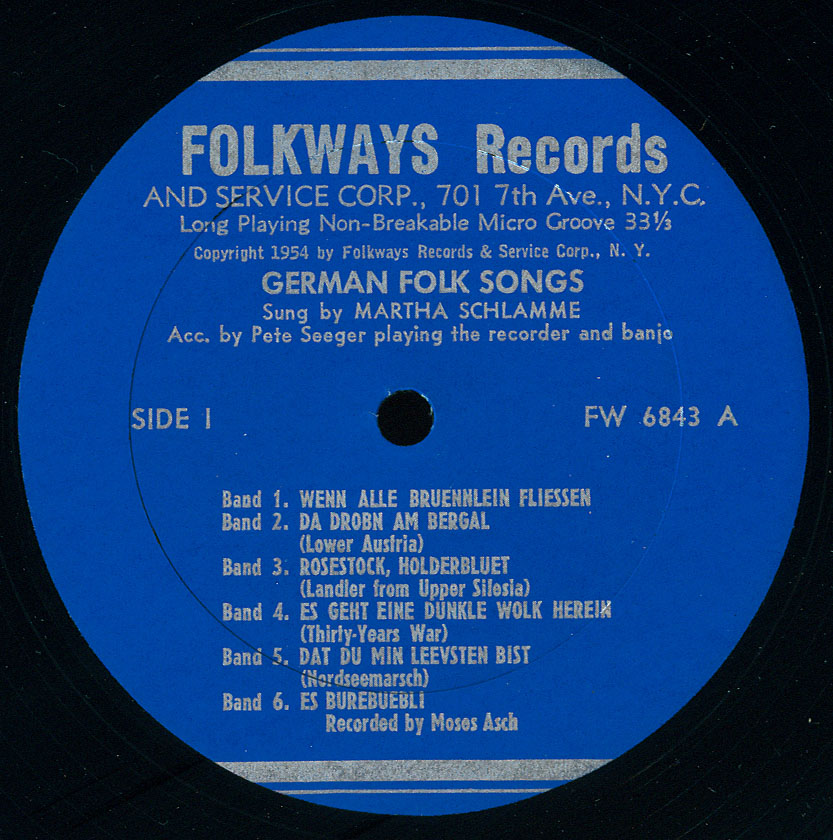 FOLKWAYS Records
AND SERVICE CORP., 701 7th Ave., N.Y.C.
Long Playing Non-Breakable Micro Groove 33⅓
Copyright 1954 by Folkways Records & Service Corp., N. Y.
GERMAN FOLK SONGS
Sung by MARTHA SCHLAMME
Acc. by Pete Seeger playing the recorder and banjo
SIDE I FW 6843 A
Band 1. WENN ALLE BRUENNLEIN FLIESSEN
Band 2. DA DROBN AM BERGAL
(Lower Austria)
Band 3. ROSESTOCK, HOLDERBLUET
(Landler from Upper Silesia)
Band 4. ES GEHT EINE DUNKLE WOLK HEREIN
(Thirty-Years War)
Band 5. DAT DU MIN LEEVSTEN BIST
(Nordseemarsch)
Band 6. ES BUREBUEBLI
Recorded by Moses Asch